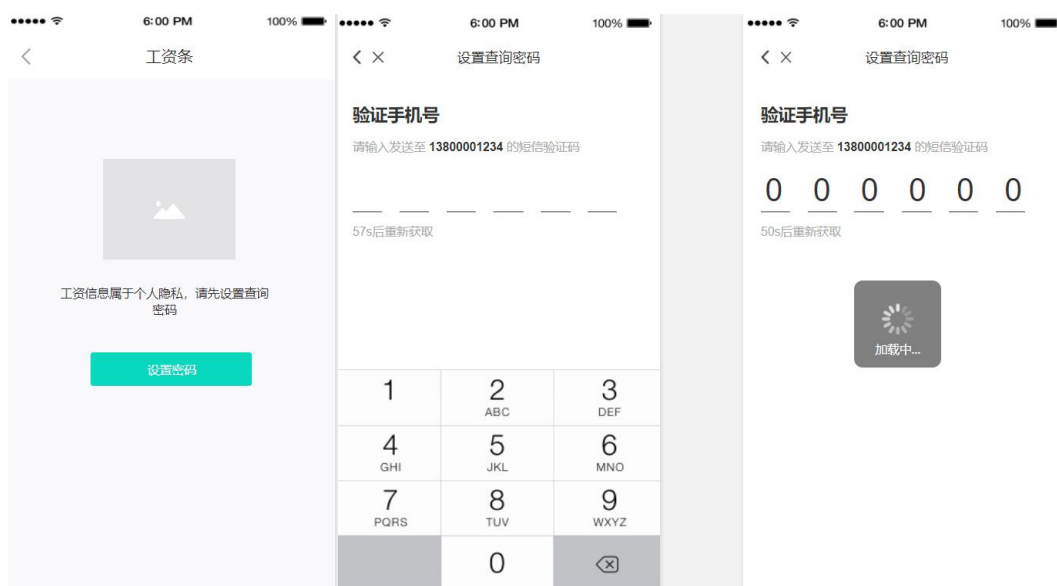 6:00 PM
100%
工资条
工资信息属于个人隐私，请先设置查询
密码
设置密码
6:00 PM
100%
设置查询密码
验证手机号
请输入发送至 13800001234 的短信验证码
57s后重新获取
1
2
ABC
3
DEF
4
GHI
5
JKL
6
MNO
7
PQRS
8
TUV
9
WXYZ
0
6:00 PM
100%
设置查询密码
验证手机号
请输入发送至 13800001234 的短信验证码
0 0 0 0 0 0
50s后重新获取
加载中...